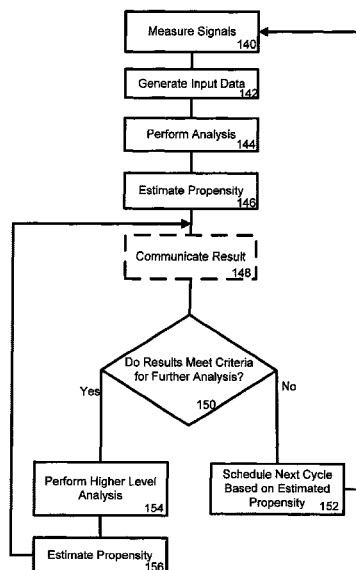 Measure Signals
140
Generate Input Data
142
Perform Analysis
144
Estimate Propensity
146
Communicate Result
148
Do Results Meet Criteria
for Further Analysis?
150
Yes
No
Perform Higher Level
Analysis
154
Schedule Next Cycle
Based on Estimated
Propensity
152
Estimate Propensity
156